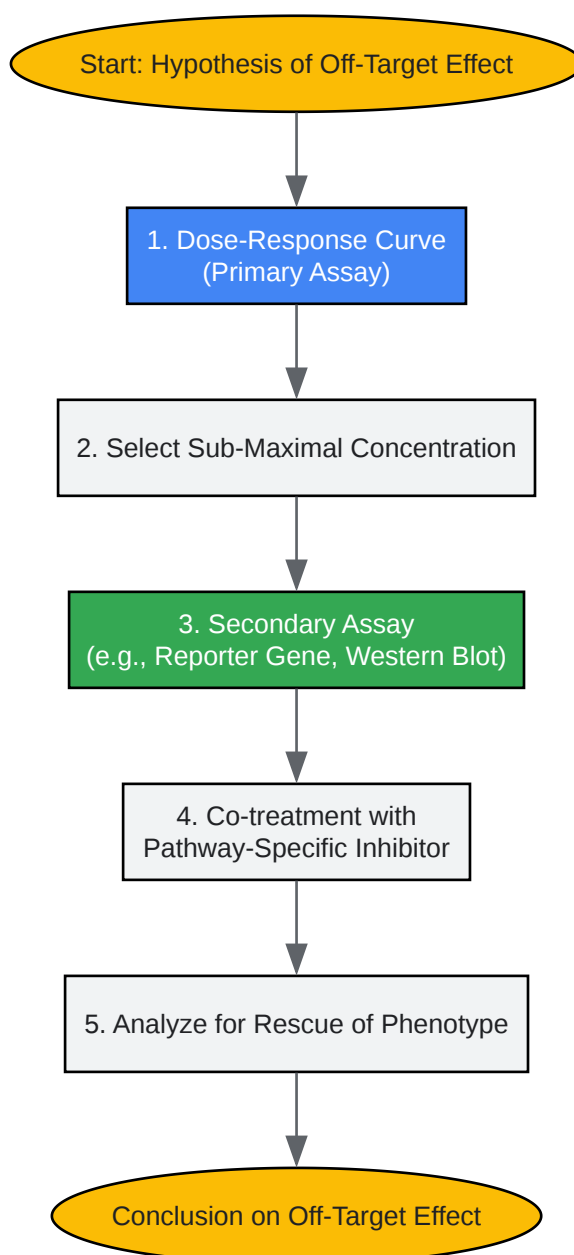 Start: Hypothesis of Off-Target Effect
1. Dose-Response Curve
(Primary Assay)
2. Select Sub-Maximal Concentration
3. Secondary Assay
(e.g., Reporter Gene, Western Blot)
4. Co-treatment with
Pathway-Specific Inhibitor
5. Analyze for Rescue of Phenotype
Conclusion on Off-Target Effect